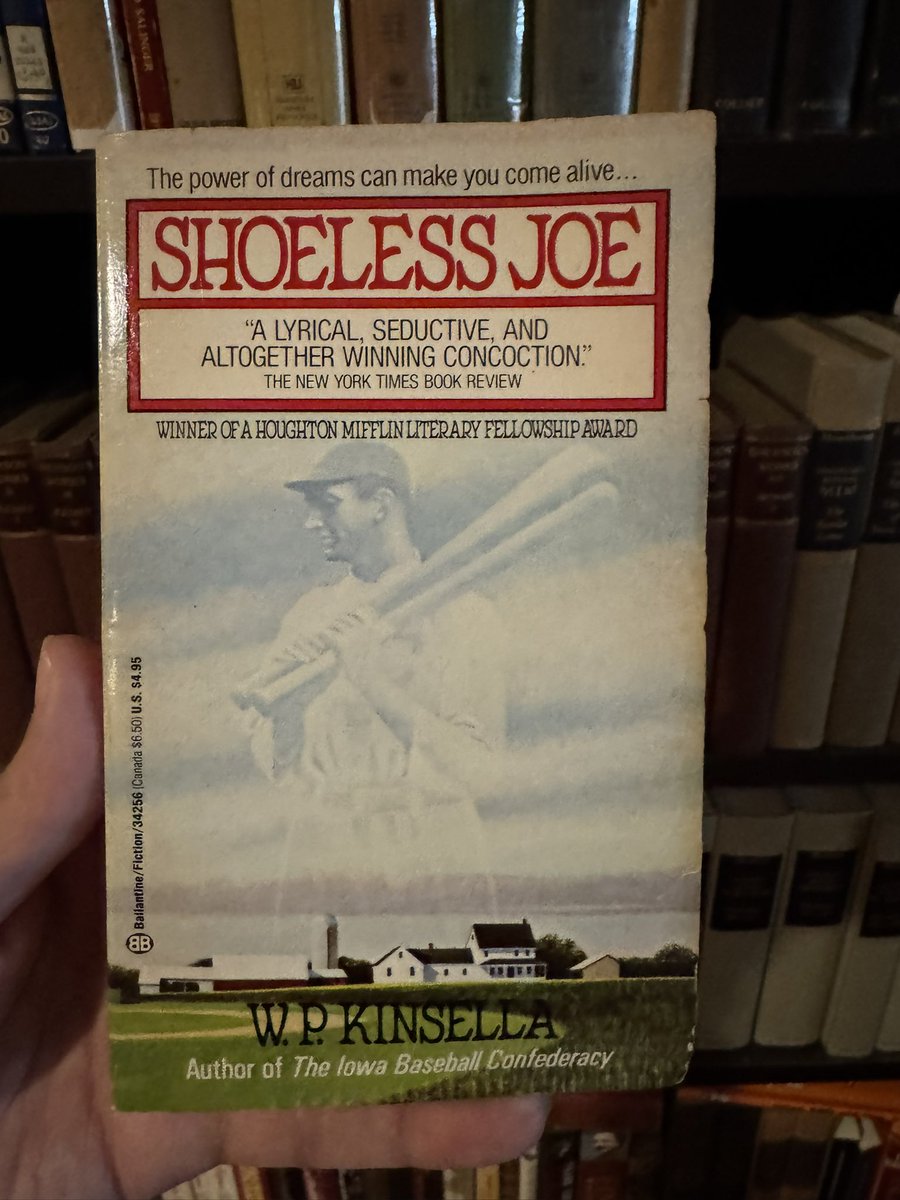 SALINGER
The power of dreams can make you come alive...
SHOELESS JOE
"A LYRICAL, SEDUCTIVE, AND
ALTOGETHER WINNING CONCOCTION."
THE NEW YORK TIMES BOOK REVIEW
WINNER OF A HOUGHTON MIFFLIN LITERARY FELLOWSHIP AWARD
BB Ballantine/Fiction/34256 (Canada $6.50) U.S. $4.95
W. P. KINSELLA
Author of The Iowa Baseball Confederacy